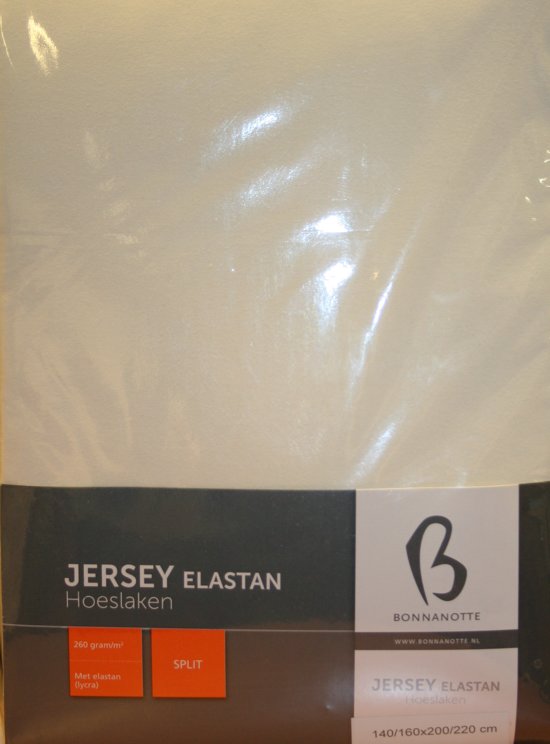 JERSEY ELASTAN
Hoeslaken
260 gram/m²
Met elastan
(lycra)
SPLIT
B
BONNANOTTE
WWW.BONNANOTTE.NL
JERSEY ELASTAN
Hoeslaken
140/160x200/220 cm